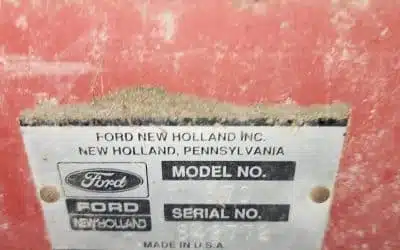 FORD NEW HOLLAND INC.
NEW HOLLAND, PENNSYLVANIA
Ford MODEL NO.
FORD
NEW HOLLAND SERIAL NO.
MADE IN U.S.A.